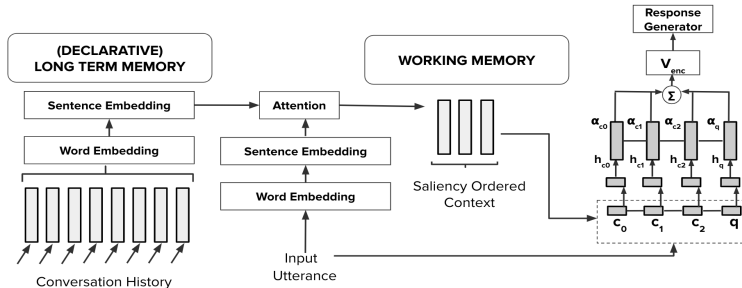 (DECLARATIVE)
LONG TERM MEMORY
Sentence Embedding
Word Embedding
Conversation History
Attention
Sentence Embedding
Word Embedding
Input
Utterance
WORKING MEMORY
Saliency Ordered
Context
Response
Generator
V_enc
Σ
α_c0 α_c1 α_c2 α_q
h_c0 h_c1 h_c2 h_q
c_0 c_1 c_2 q